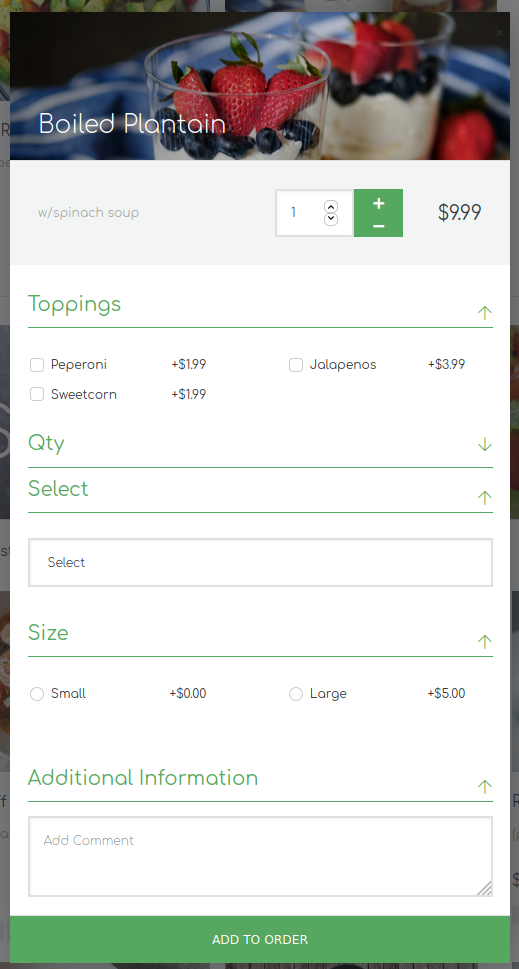 Boiled Plantain
×
w/spinach soup
1
+
−
$9.99
Toppings
Peperoni +$1.99
Jalapenos +$3.99
Sweetcorn +$1.99
Qty
Select
Select
Size
Small +$0.00
Large +$5.00
Additional Information
Add Comment
ADD TO ORDER